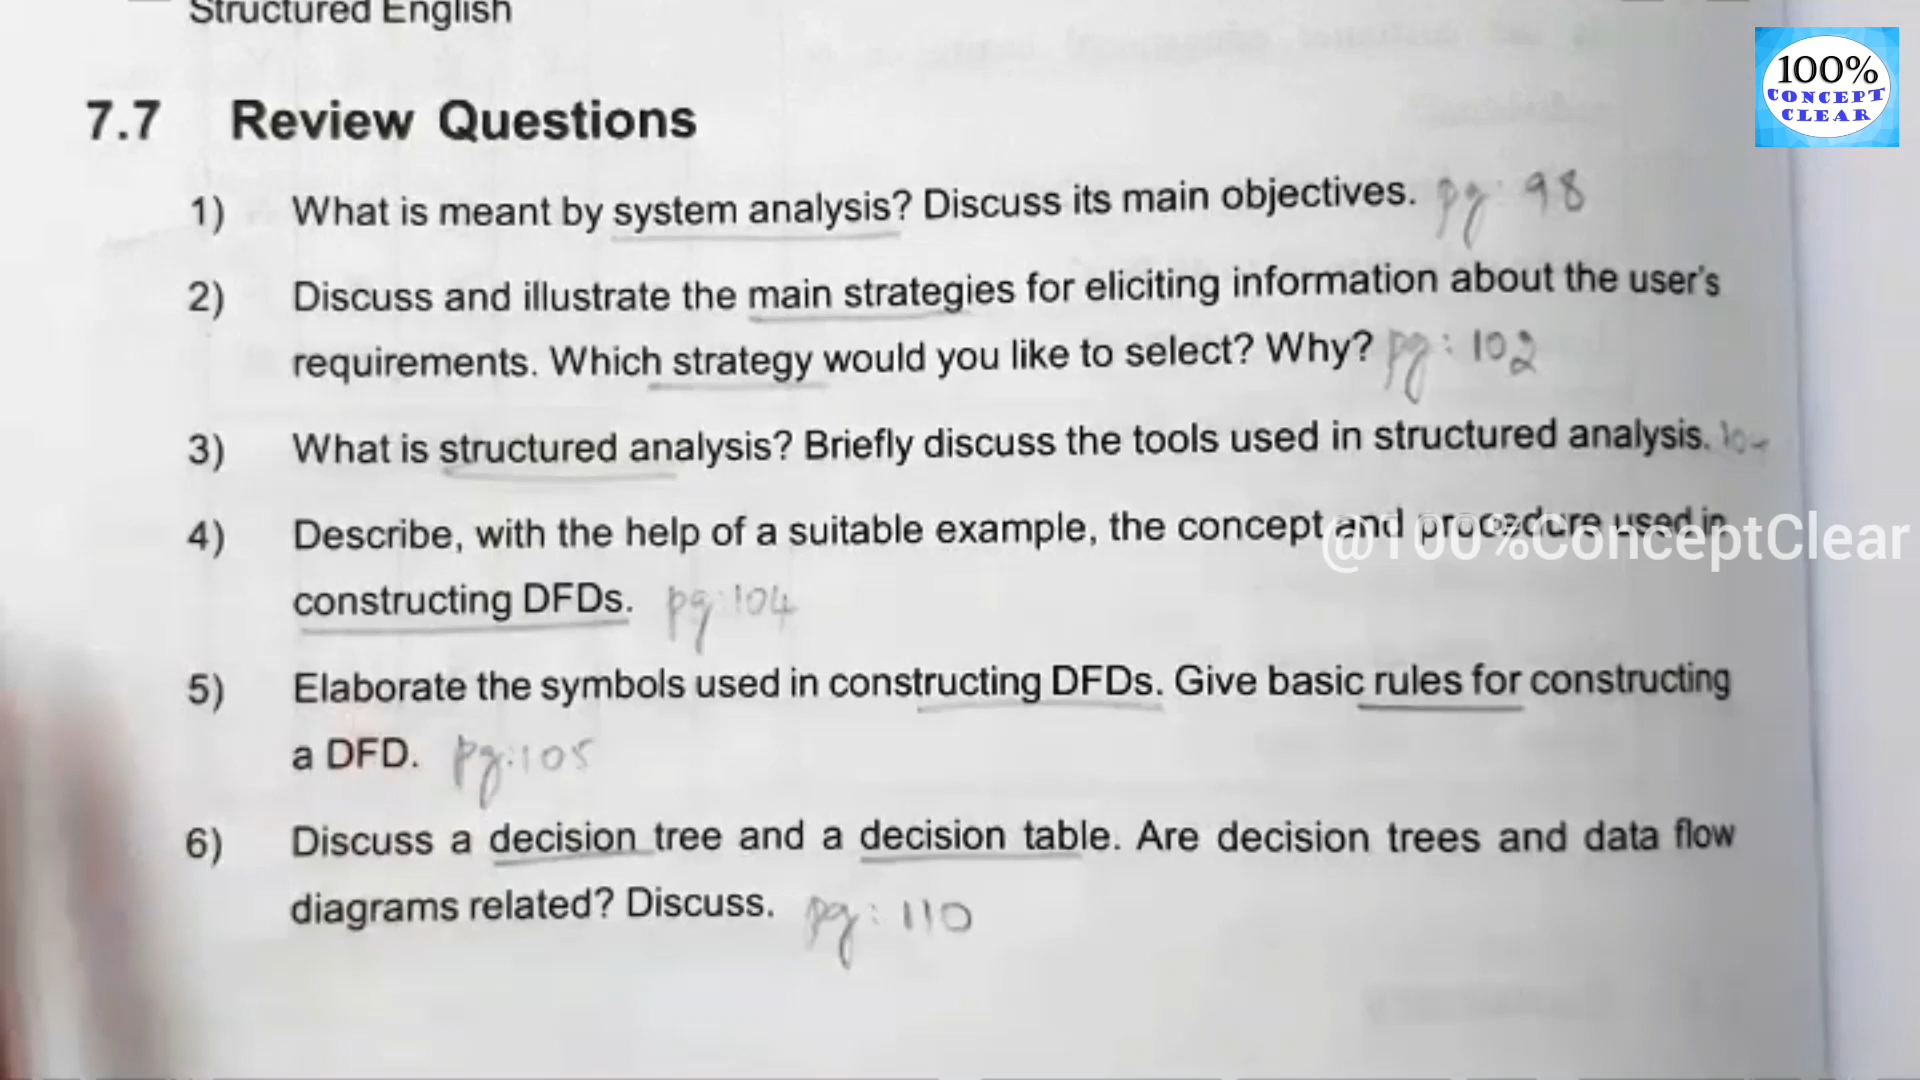 Structured English
100%
CONCEPT
CLEAR
7.7 Review Questions
1) What is meant by system analysis? Discuss its main objectives. pg: 98
2) Discuss and illustrate the main strategies for eliciting information about the user's
requirements. Which strategy would you like to select? Why? pg: 102
3) What is structured analysis? Briefly discuss the tools used in structured analysis.
4) Describe, with the help of a suitable example, the concept and procedure used in
@100%ConceptClear
constructing DFDs. pg:104
5) Elaborate the symbols used in constructing DFDs. Give basic rules for constructing
a DFD. pg:105
6) Discuss a decision tree and a decision table. Are decision trees and data flow
diagrams related? Discuss. pg: 110